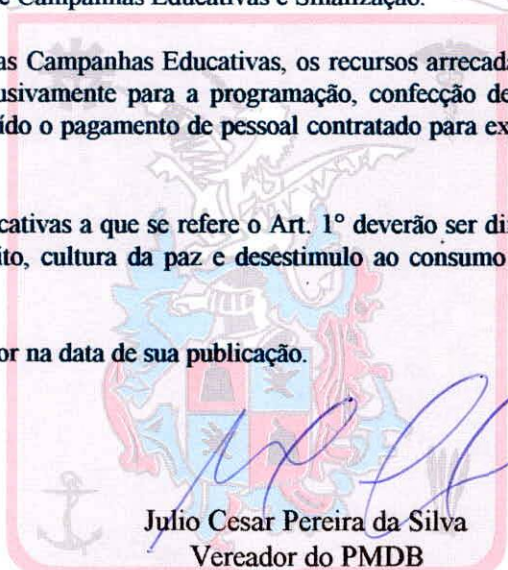 e Campanhas Educativas e Sinalização.
as Campanhas Educativas, os recursos arrecada
usivamente para a programação, confecção de
ído o pagamento de pessoal contratado para ex
cativas a que se refere o Art. 1° deverão ser di
ito, cultura da paz e desestimulo ao consumo
or na data de sua publicação.
Julio Cesar Pereira da Silva
Vereador do PMDB